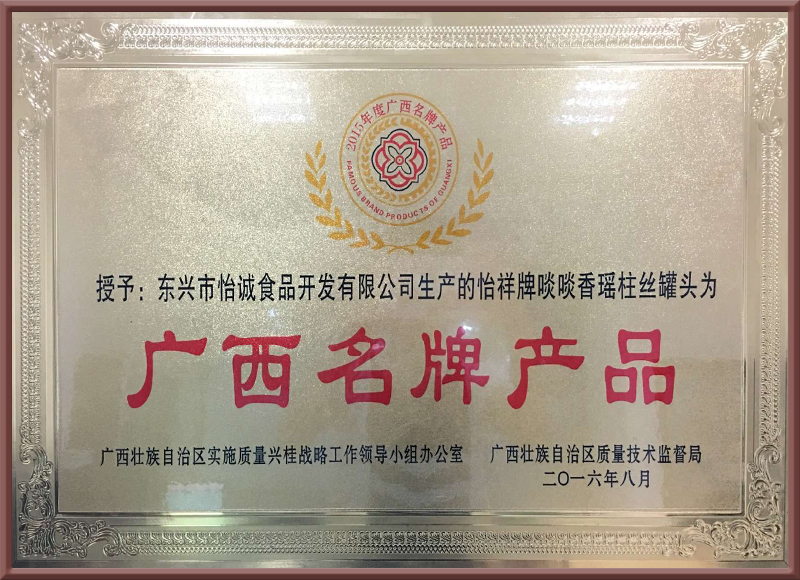 2015年度广西名牌产品
FAMOUS BRAND PRODUCTS OF GUANGXI
授予：东兴市怡诚食品开发有限公司生产的怡祥牌啖啖香瑶柱丝罐头为
广西名牌产品
广西壮族自治区实施质量兴桂战略工作领导小组办公室 广西壮族自治区质量技术监督局
二〇一六年八月